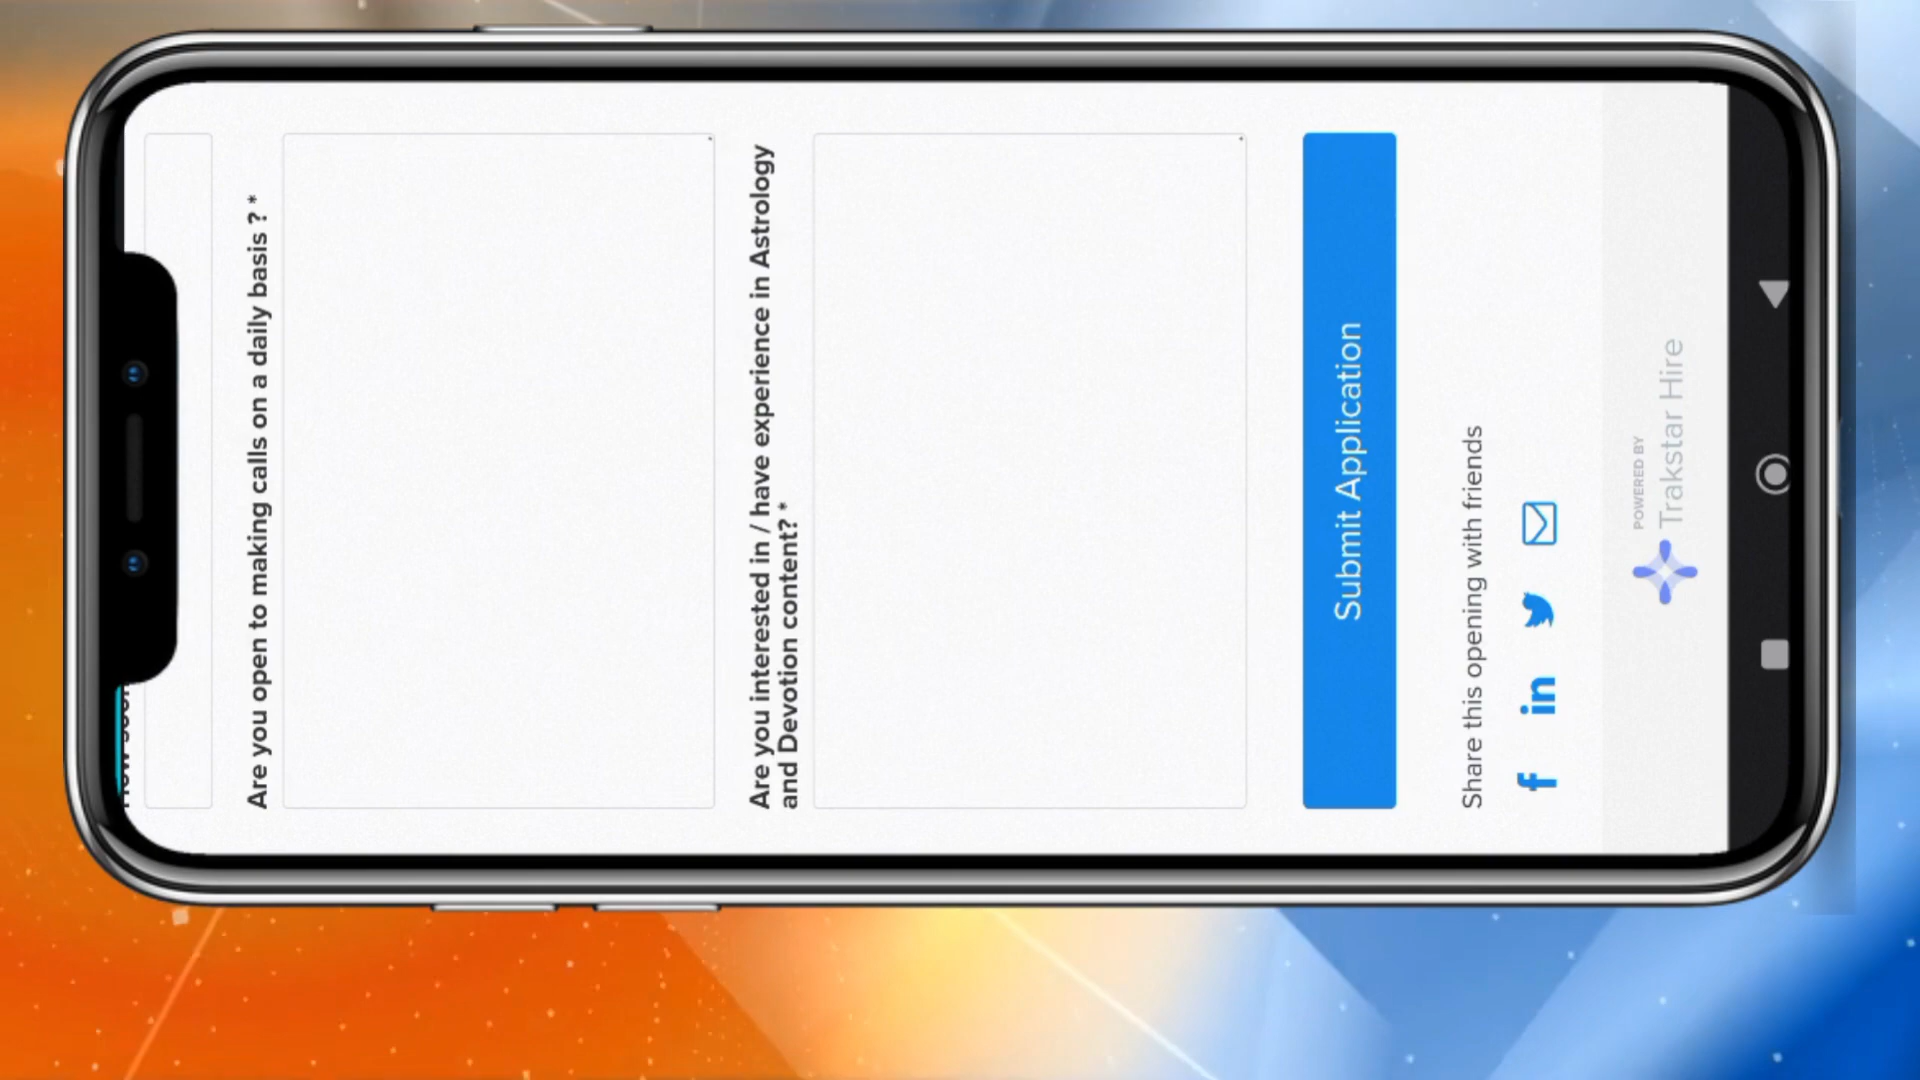 Are you open to making calls on a daily basis ? *
Are you interested in / have experience in Astrology
and Devotion content? *
Submit Application
Share this opening with friends
POWERED BY
Trakstar Hire